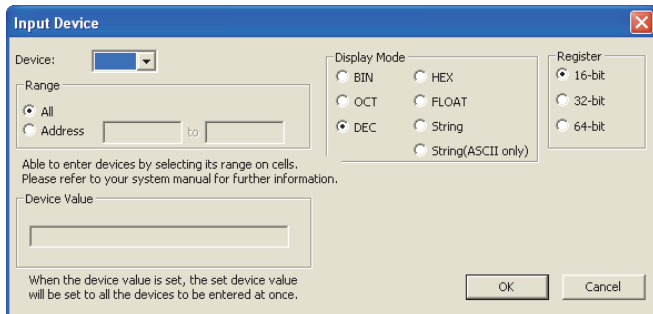 Input Device
Device:
Range
All
Address to
Able to enter devices by selecting its range on cells.
Please refer to your system manual for further information.
Device Value
When the device value is set, the set device value
will be set to all the devices to be entered at once.
Display Mode
BIN HEX
OCT FLOAT
DEC String
String(ASCII only)
Register
16-bit
32-bit
64-bit
OK Cancel